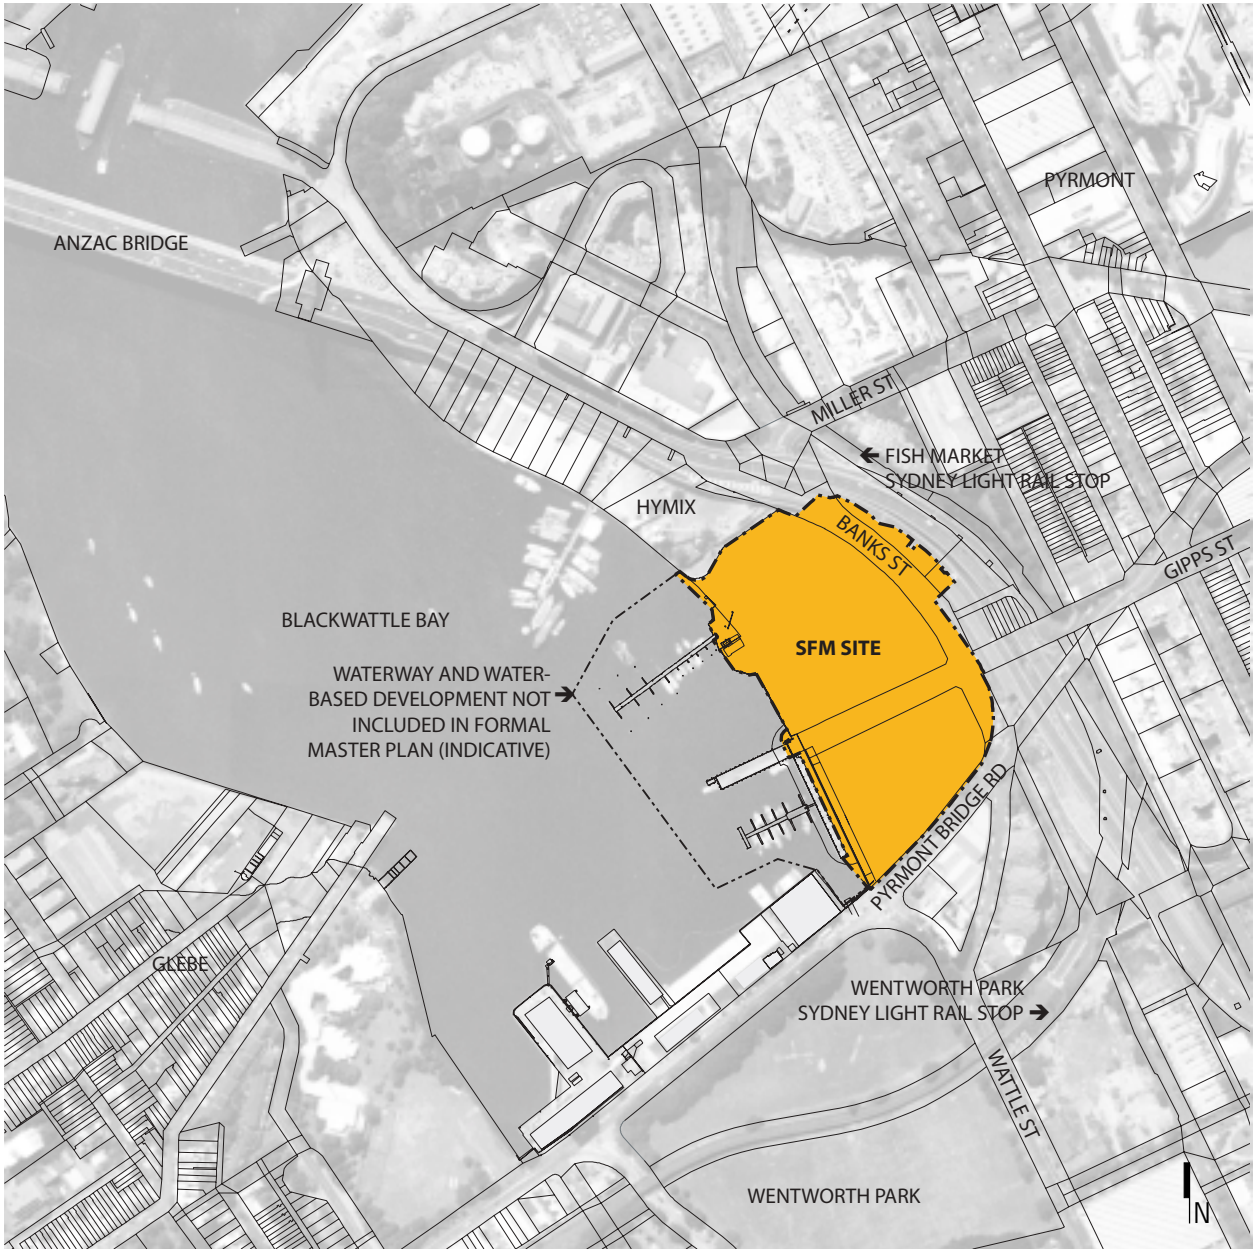 PYRMONT
ANZAC BRIDGE
MILLER ST
FISH MARKET
SYDNEY LIGHT RAIL STOP
HYMIX
BANKS ST
GIPPS ST
BLACKWATTLE BAY
SFM SITE
WATERWAY AND WATER-
BASED DEVELOPMENT NOT
INCLUDED IN FORMAL
MASTER PLAN (INDICATIVE)
PYRMONT BRIDGE RD
GLEBE
WENTWORTH PARK
SYDNEY LIGHT RAIL STOP
WATTLE ST
WENTWORTH PARK
N